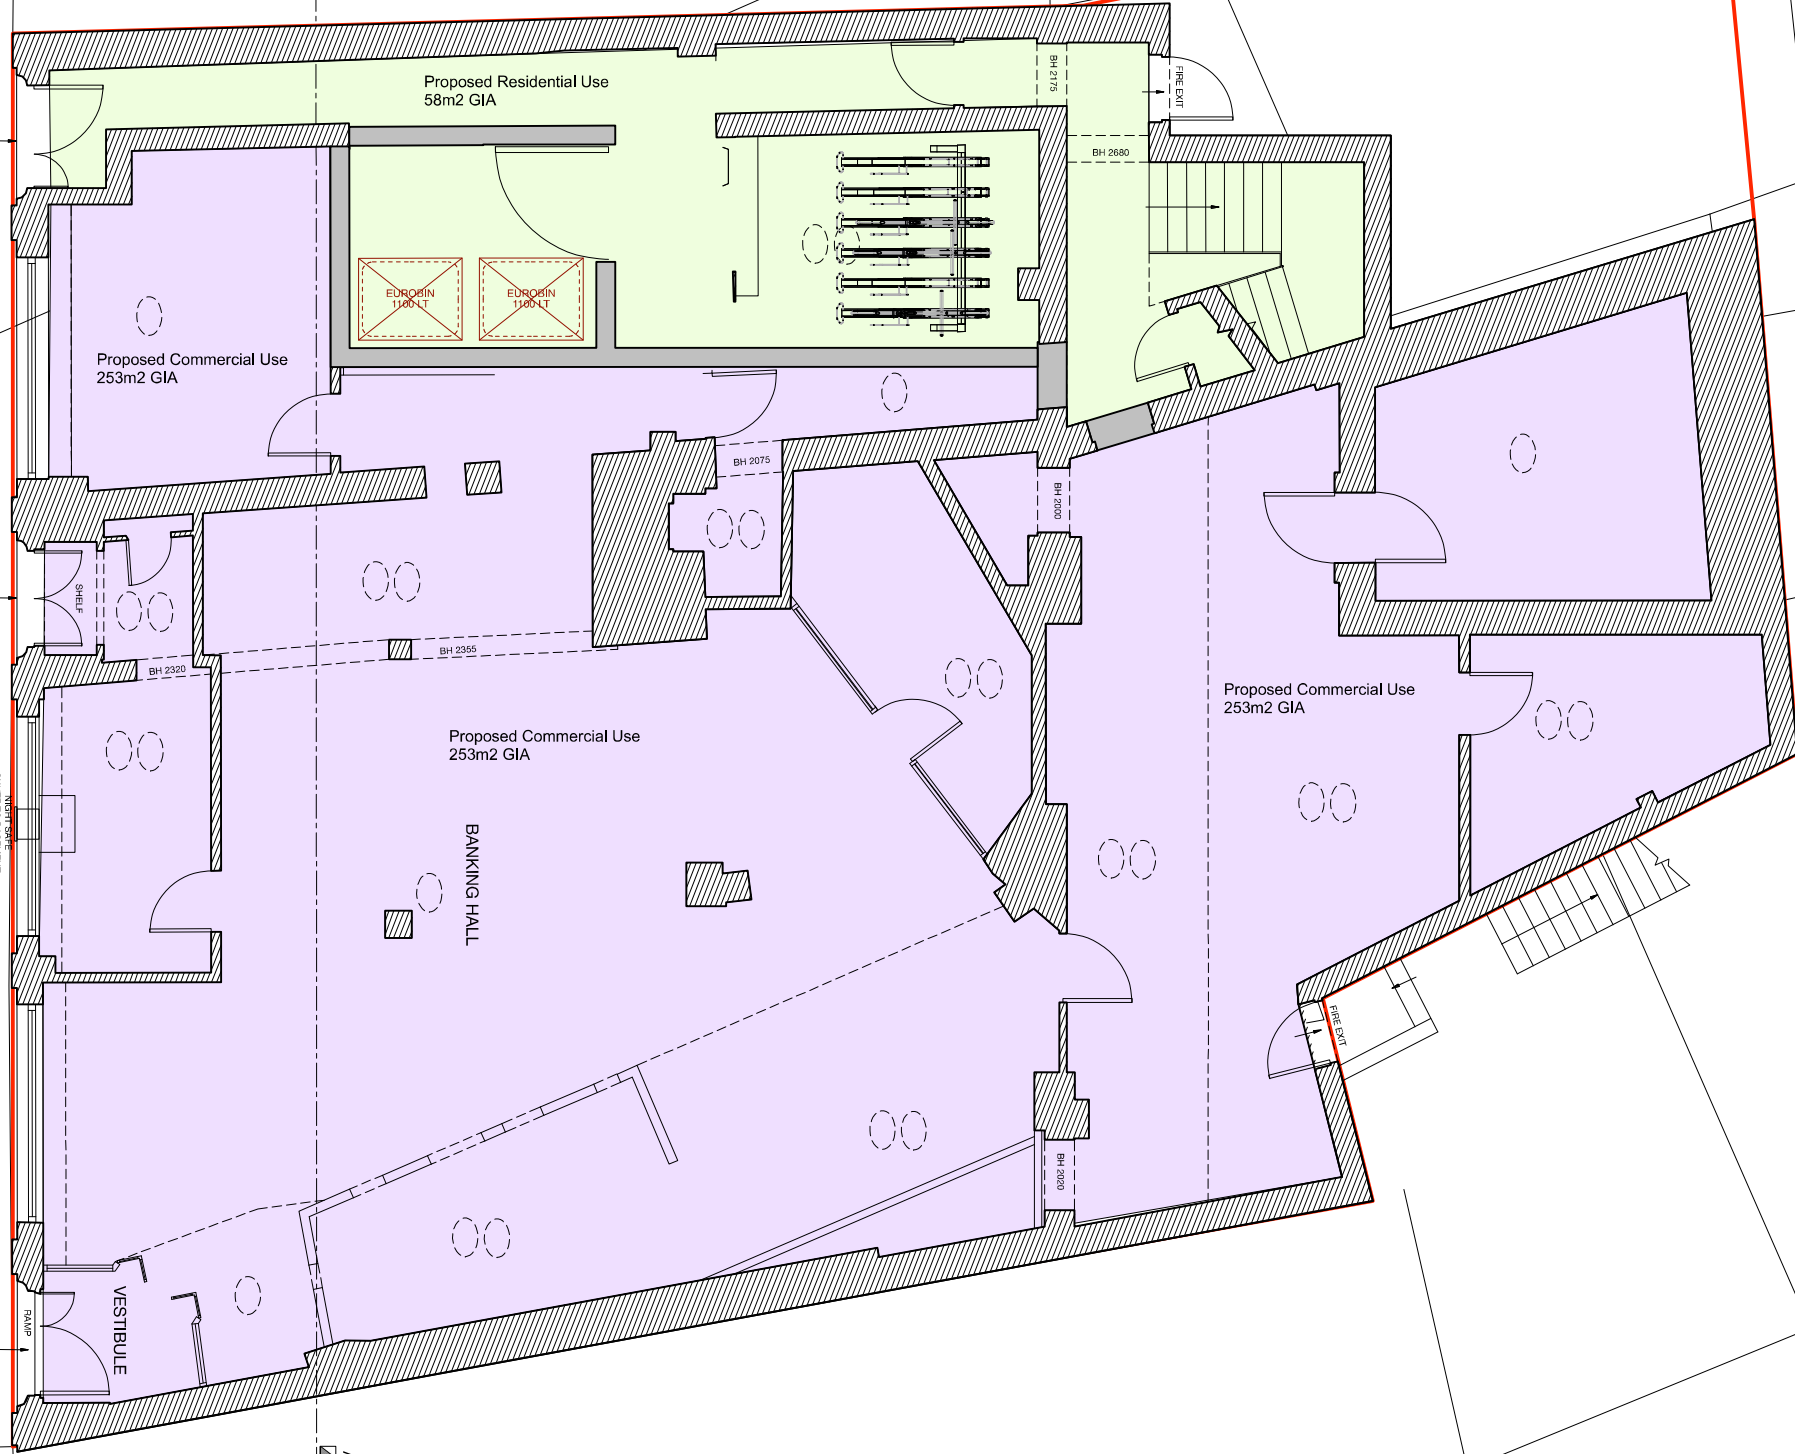 Proposed Residential Use
58m2 GIA
BH 2175
FIRE EXIT
BH 2680
EUROBIN
1100 LT
EUROBIN
1100 LT
Proposed Commercial Use
253m2 GIA
BH 2075
BH 2000
SHELF
BH 2320
BH 2355
Proposed Commercial Use
253m2 GIA
Proposed Commercial Use
253m2 GIA
NIGHT SAFE
BANKING HALL
FIRE EXIT
BH 2020
VESTIBULE
RAMP